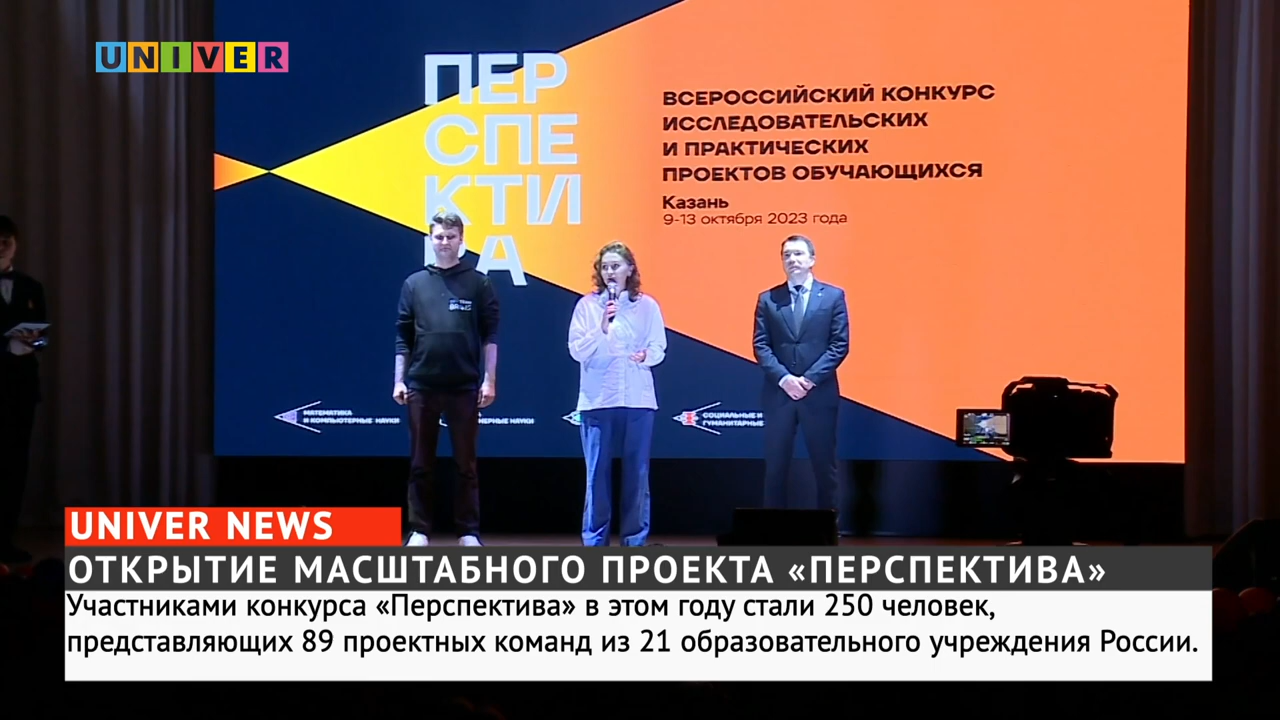 UNIVER
ПЕР
СПЕ
КТИ
ВА
ВСЕРОССИЙСКИЙ КОНКУРС
ИССЛЕДОВАТЕЛЬСКИХ
И ПРАКТИЧЕСКИХ
ПРОЕКТОВ ОБУЧАЮЩИХСЯ
Казань
9-13 октября 2023 года
МАТЕМАТИКА
И КОМПЬЮТЕРНЫЕ НАУКИ
НАУКИ
СОЦИАЛЬНЫЕ И
ГУМАНИТАРНЫЕ
UNIVER NEWS
ОТКРЫТИЕ МАСШТАБНОГО ПРОЕКТА «ПЕРСПЕКТИВА»
Участниками конкурса «Перспектива» в этом году стали 250 человек,
представляющих 89 проектных команд из 21 образовательного учреждения России.